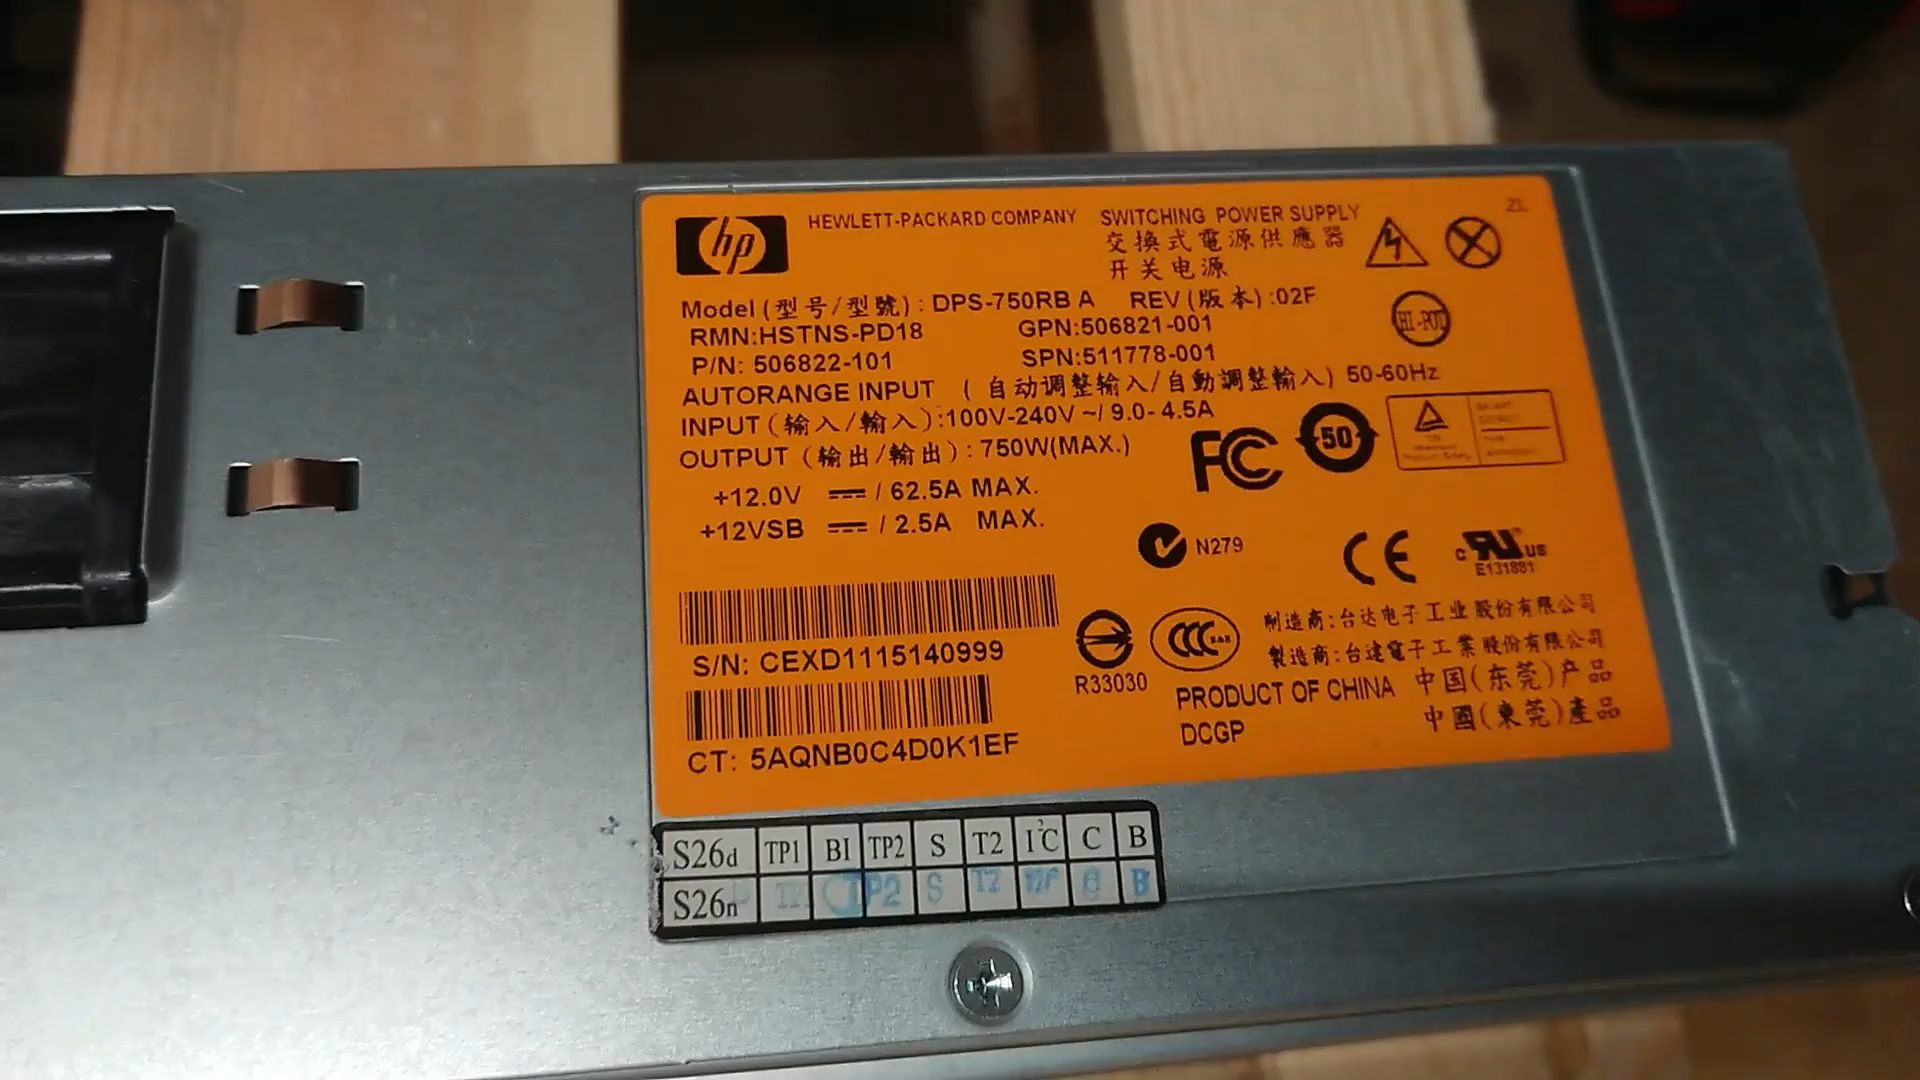 hp HEWLETT-PACKARD COMPANY SWITCHING POWER SUPPLY ZL
交換式電源供應器
开关电源
Model (型号/型號): DPS-750RB A REV (版本):02F
HI-POT
RMN:HSTNS-PD18 GPN:506821-001
P/N: 506822-101 SPN:511778-001
AUTORANGE INPUT (自动调整输入/自動調整輸入) 50-60Hz
INPUT (输入/輸入):100V-240V ~/ 9.0- 4.5A
OUTPUT (输出/輸出): 750W(MAX.)
FC 50
+12.0V / 62.5A MAX.
+12VSB / 2.5A MAX.
N279 CE c UR US
E131881
S/N: CEXD1115140999
R33030 CCC
制造商:台达电子工业股份有限公司
製造商:台達電子工業股份有限公司
PRODUCT OF CHINA 中国(东莞)产品
DCGP 中國(東莞)產品
CT: 5AQNB0C4D0K1EF
S26d TP1 BI TP2 S T2 I²C C B
S26n TP2 S T2 C B